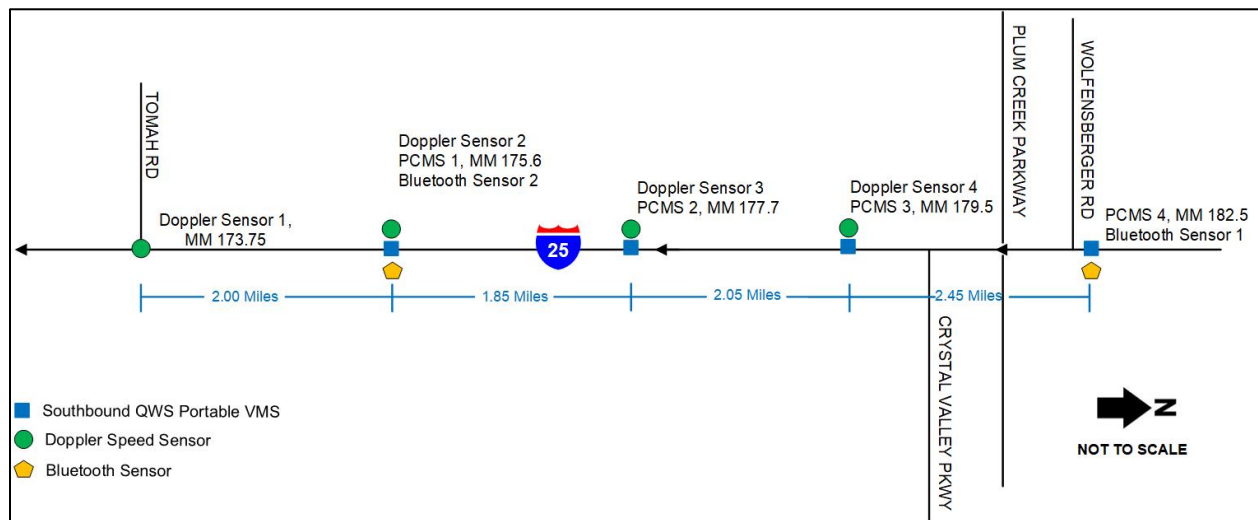 TOMAH RD
Doppler Sensor 1,
MM 173.75
Doppler Sensor 2
PCMS 1, MM 175.6
Bluetooth Sensor 2
25
Doppler Sensor 3
PCMS 2, MM 177.7
Doppler Sensor 4
PCMS 3, MM 179.5
PLUM CREEK PARKWAY
WOLFENSBERGER RD
PCMS 4, MM 182.5
Bluetooth Sensor 1
2.00 Miles
1.85 Miles
2.05 Miles
2.45 Miles
CRYSTAL VALLEY PKWY
Southbound QWS Portable VMS
Doppler Speed Sensor
Bluetooth Sensor
N
NOT TO SCALE